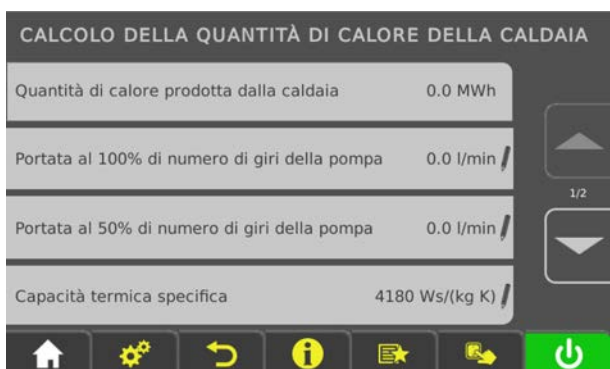 CALCOLO DELLA QUANTITÀ DI CALORE DELLA CALDAIA
Quantità di calore prodotta dalla caldaia 0.0 MWh
Portata al 100% di numero di giri della pompa 0.0 l/min
1/2
Portata al 50% di numero di giri della pompa 0.0 l/min
Capacità termica specifica 4180 Ws/(kg K)